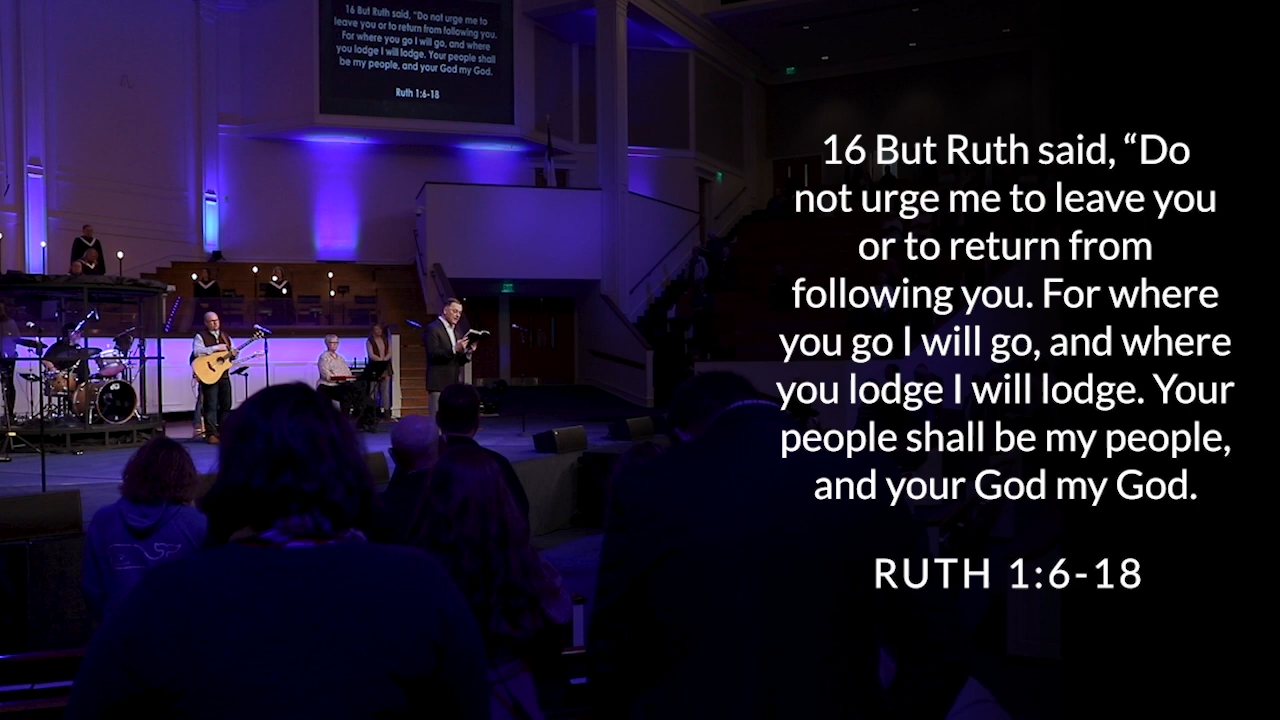 16 But Ruth said, “Do not urge me to
leave you or to return from following you.
For where you go I will go, and where
you lodge I will lodge. Your people shall
be my people, and your God my God.
Ruth 1:6-18
16 But Ruth said, “Do
not urge me to leave you
or to return from
following you. For where
you go I will go, and where
you lodge I will lodge. Your
people shall be my people,
and your God my God.
RUTH 1:6-18